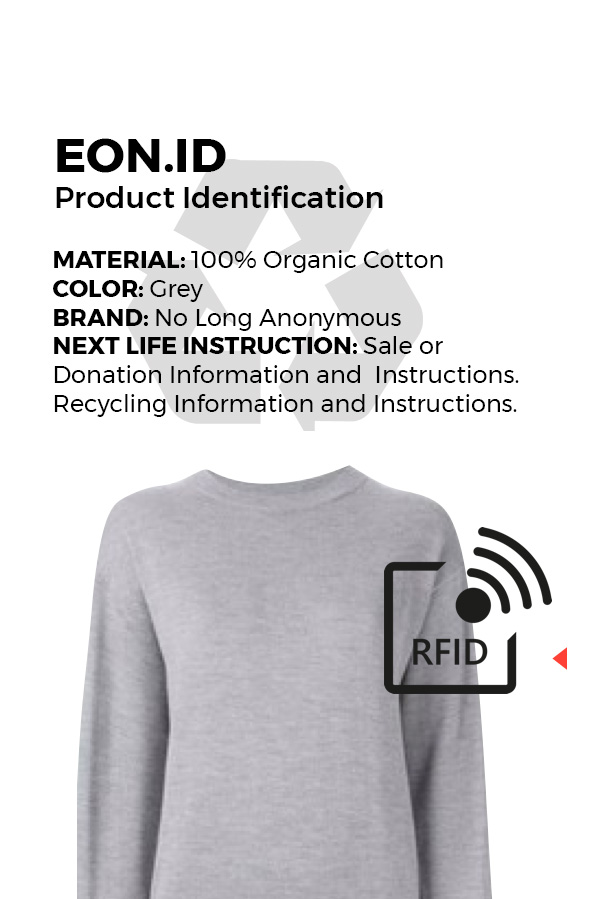 EON.ID
Product Identification
MATERIAL: 100% Organic Cotton
COLOR: Grey
BRAND: No Long Anonymous
NEXT LIFE INSTRUCTION: Sale or
Donation Information and  Instructions.
Recycling Information and Instructions.
RFID